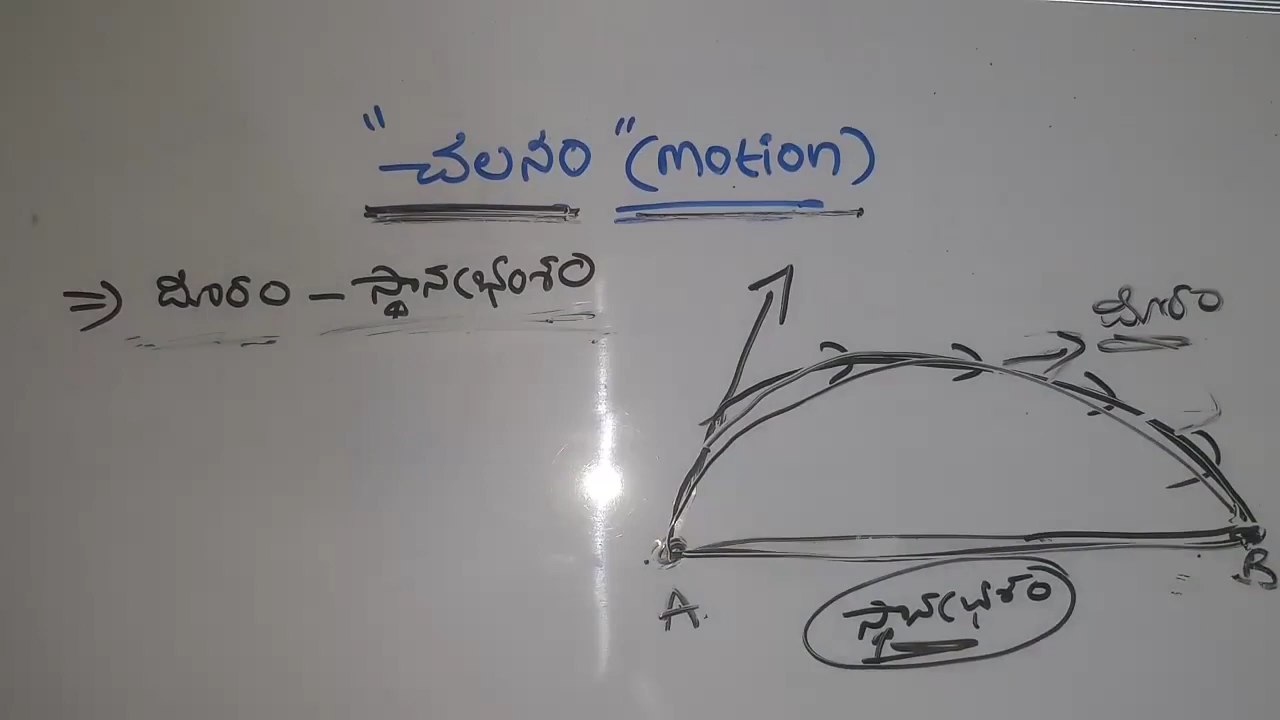 "చలనం" (motion)
⇒ దూరం - స్థానభ్రంశం
దూరం
A.
B
స్థానభ్రంశం